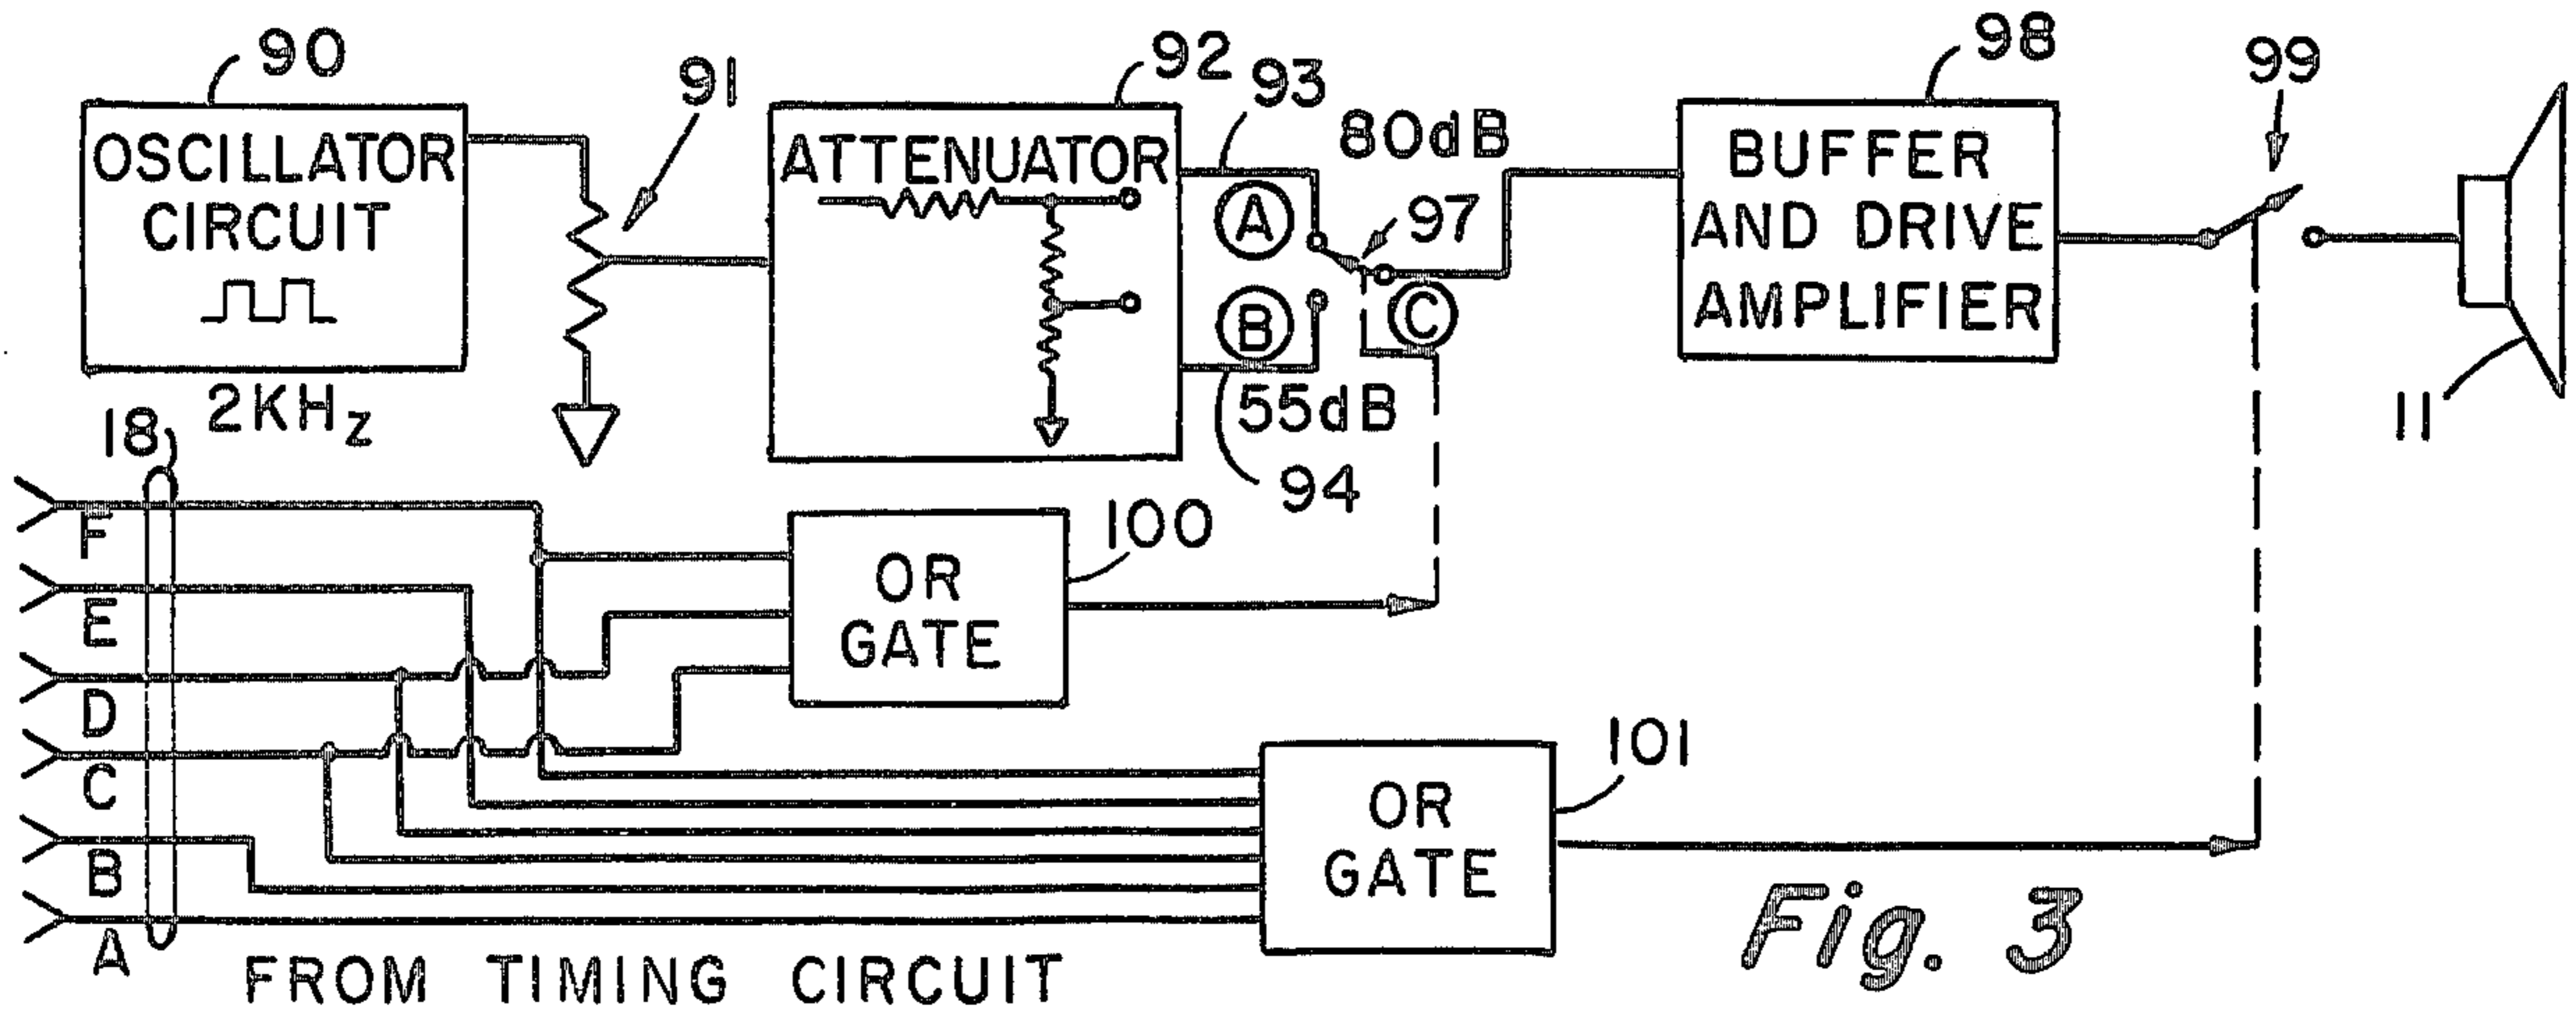 90
91
92
93
98
99
80dB
OSCILLATOR
CIRCUIT
2KHz
ATTENUATOR
A
97
B
C
55dB
94
BUFFER
AND DRIVE
AMPLIFIER
11
18
F
E
D
C
B
A
OR
GATE
100
OR
GATE
101
FROM TIMING CIRCUIT
Fig. 3